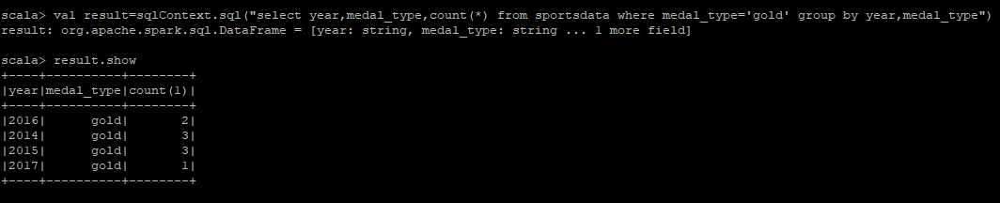 scala> val result=sqlContext.sql("select year,medal_type,count(*) from sportsdata where medal_type='gold' group by year,medal_type")
result: org.apache.spark.sql.DataFrame = [year: string, medal_type: string ... 1 more field]
scala> result.show
+----+----------+--------+
|year|medal_type|count(1)|
+----+----------+--------+
|2016|      gold|       2|
|2014|      gold|       3|
|2015|      gold|       3|
|2017|      gold|       1|
+----+----------+--------+